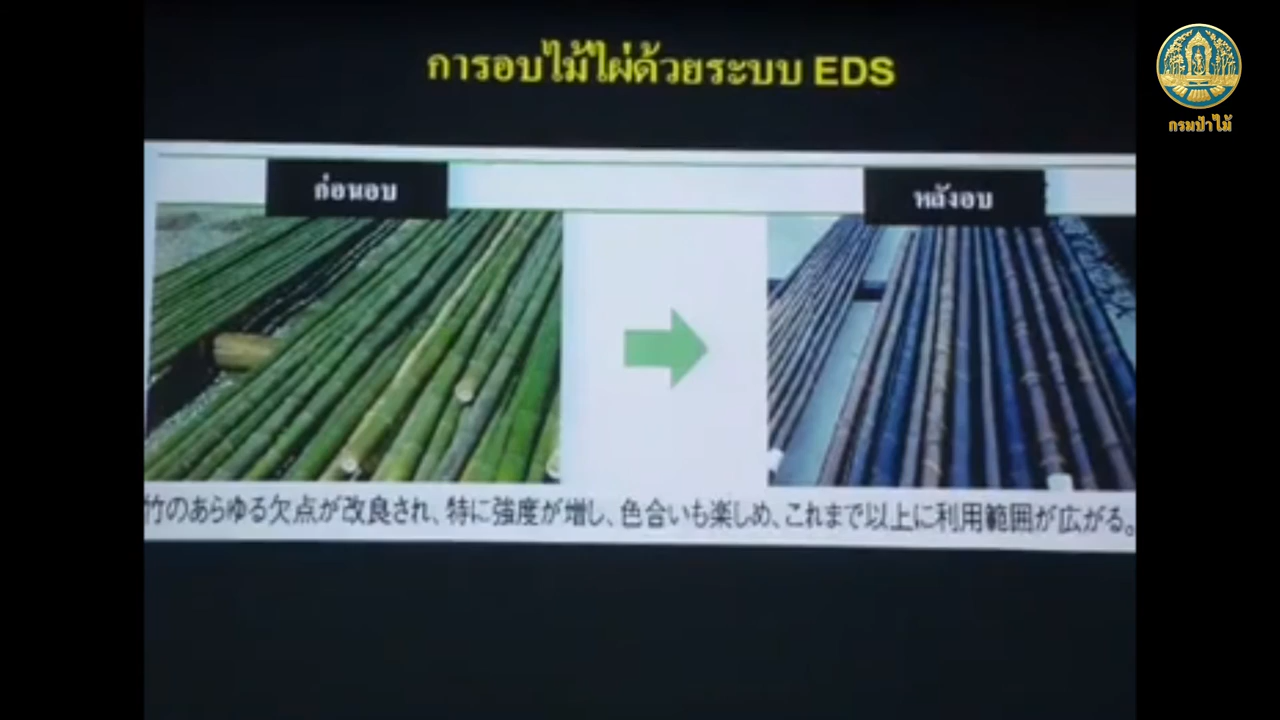 การอบไม้ไผ่ด้วยระบบ EDS
กรมป่าไม้
ก่อนอบ
หลังอบ
竹のあらゆる欠点が改良され、特に強度が増し、色合いも楽しめ、これまで以上に利用範囲が広がる。